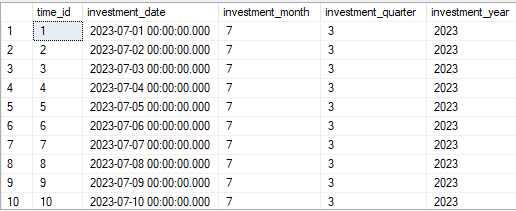 time_id investment_date investment_month investment_quarter investment_year
1 1 2023-07-01 00:00:00.000 7 3 2023
2 2 2023-07-02 00:00:00.000 7 3 2023
3 3 2023-07-03 00:00:00.000 7 3 2023
4 4 2023-07-04 00:00:00.000 7 3 2023
5 5 2023-07-05 00:00:00.000 7 3 2023
6 6 2023-07-06 00:00:00.000 7 3 2023
7 7 2023-07-07 00:00:00.000 7 3 2023
8 8 2023-07-08 00:00:00.000 7 3 2023
9 9 2023-07-09 00:00:00.000 7 3 2023
10 10 2023-07-10 00:00:00.000 7 3 2023